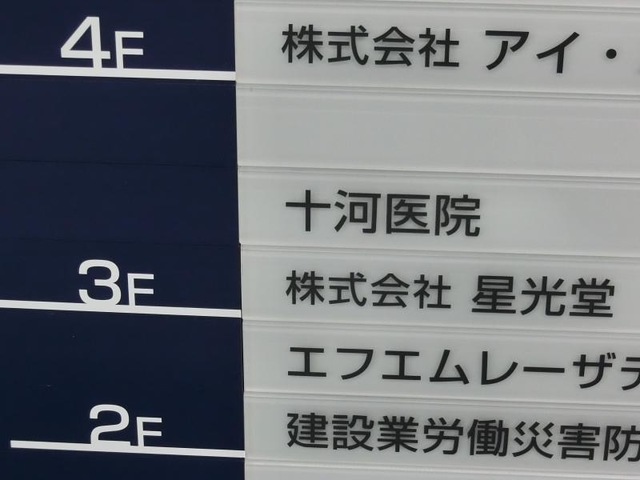 4F 株式会社 アイ・
十河医院
3F 株式会社 星光堂
エフエムレーザ
2F 建設業労働災害防